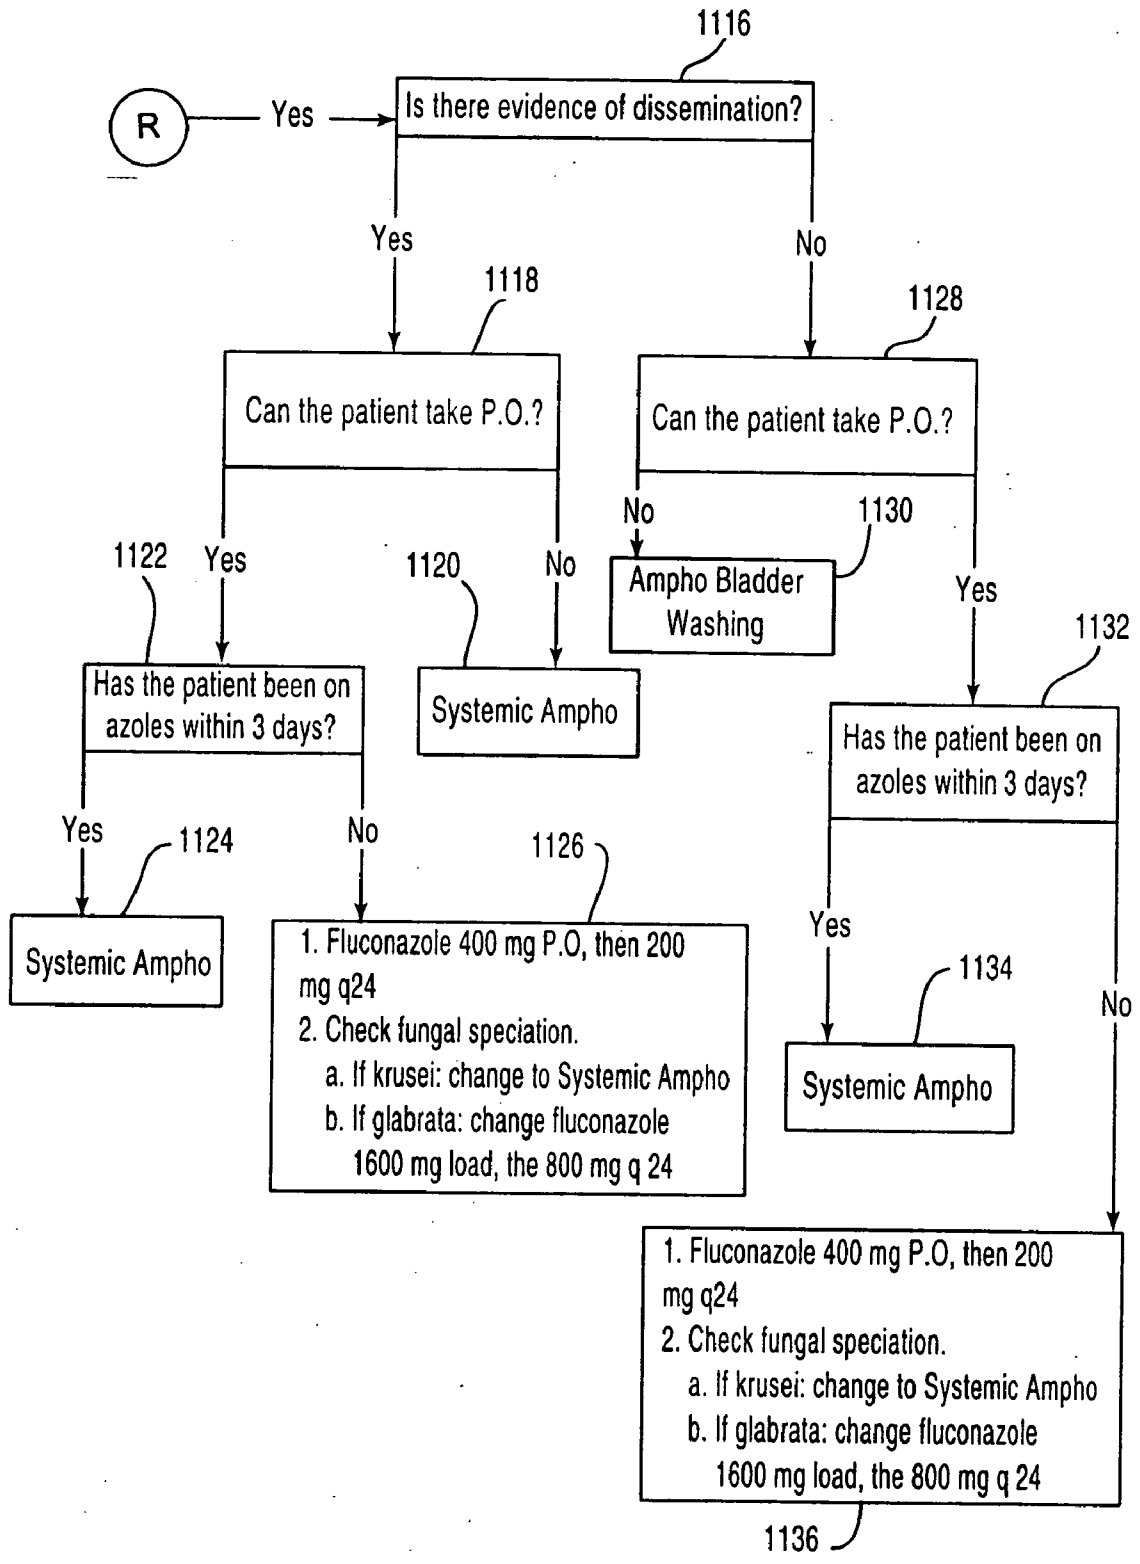 1116
Is there evidence of dissemination?
R
Yes
Yes
No
1118
1128
Can the patient take P.O.?
Can the patient take P.O.?
No
1130
1122
Yes
1120
No
Ampho Bladder
Washing
Yes
1132
Has the patient been on
azoles within 3 days?
Systemic Ampho
Has the patient been on
azoles within 3 days?
Yes
1124
No
1126
Systemic Ampho
1. Fluconazole 400 mg P.O, then 200
mg q24
2. Check fungal speciation.
a. If krusei: change to Systemic Ampho
b. If glabrata: change fluconazole
1600 mg load, the 800 mg q 24
Yes
1134
No
Systemic Ampho
1. Fluconazole 400 mg P.O, then 200
mg q24
2. Check fungal speciation.
a. If krusei: change to Systemic Ampho
b. If glabrata: change fluconazole
1600 mg load, the 800 mg q 24
1136